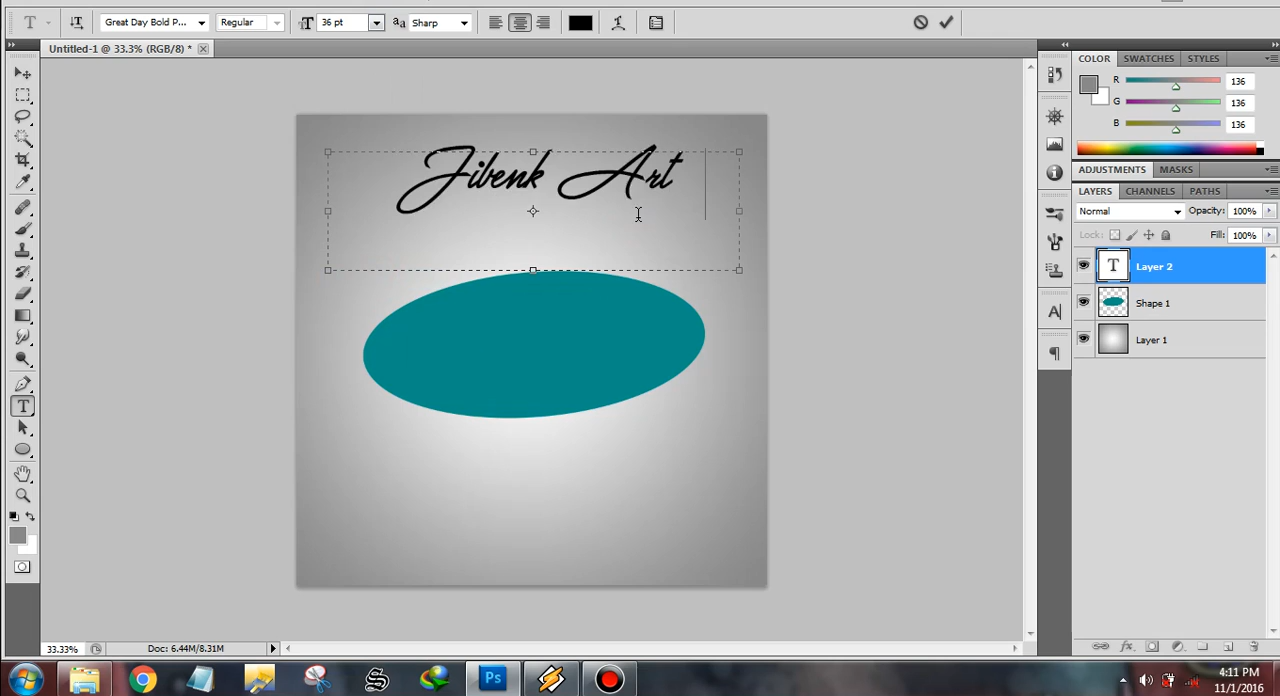 Great Day Bold P... Regular 36 pt Sharp
Untitled-1 @ 33.3% (RGB/8) *
COLOR SWATCHES STYLES
R 136
G 136
B 136
ADJUSTMENTS MASKS
LAYERS CHANNELS PATHS
Normal Opacity: 100%
Lock: Fill: 100%
T Layer 2
Shape 1
Layer 1
Jibenk Art
33.33% Doc: 6.44M/8.31M
Ps
4:11 PM
11/1/2016